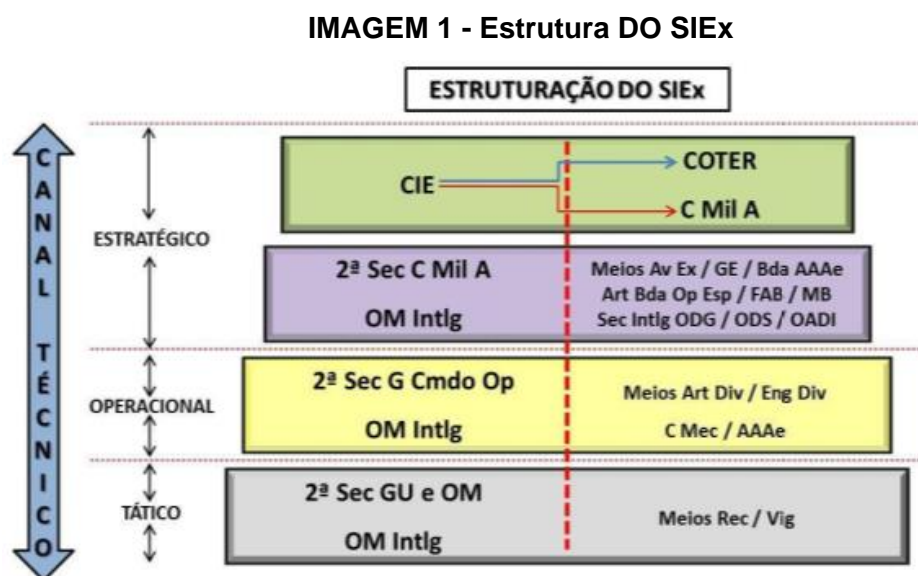 IMAGEM 1 - Estrutura DO SIEx
ESTRUTURAÇÃO DO SIEx
CANAL TÉCNICO
ESTRATÉGICO
CIE
COTER
C Mil A
2ª Sec C Mil A
OM Intlg
Meios Av Ex / GE / Bda AAAe
Art Bda Op Esp / FAB / MB
Sec Intlg ODG / ODS / OADI
OPERACIONAL
2ª Sec G Cmdo Op
OM Intlg
Meios Art Div / Eng Div
C Mec / AAAe
TÁTICO
2ª Sec GU e OM
OM Intlg
Meios Rec / Vig